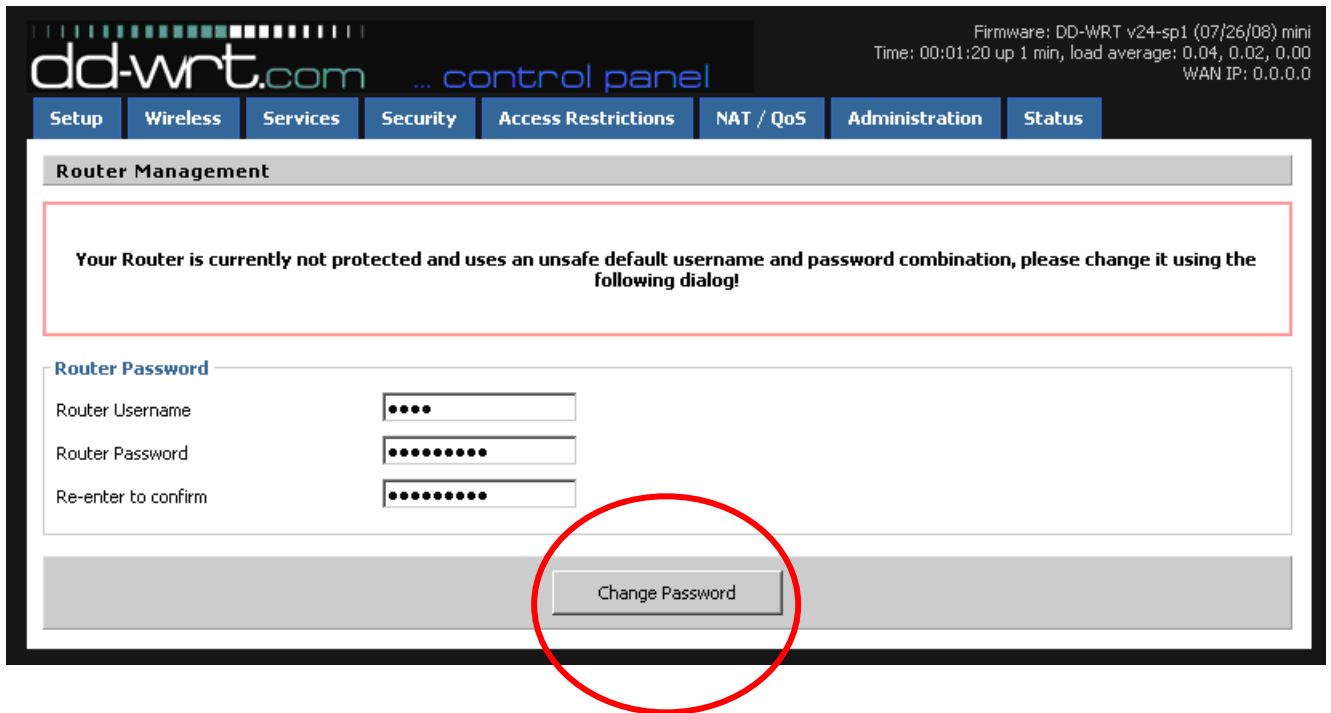 Firmware: DD-WRT v24-sp1 (07/26/08) mini
Time: 00:01:20 up 1 min, load average: 0.04, 0.02, 0.00
WAN IP: 0.0.0.0
dd-wrt.com ... control panel
Setup Wireless Services Security Access Restrictions NAT / QoS Administration Status
Router Management
Your Router is currently not protected and uses an unsafe default username and password combination, please change it using the
following dialog!
Router Password
Router Username ••••
Router Password •••••••••
Re-enter to confirm •••••••••
Change Password